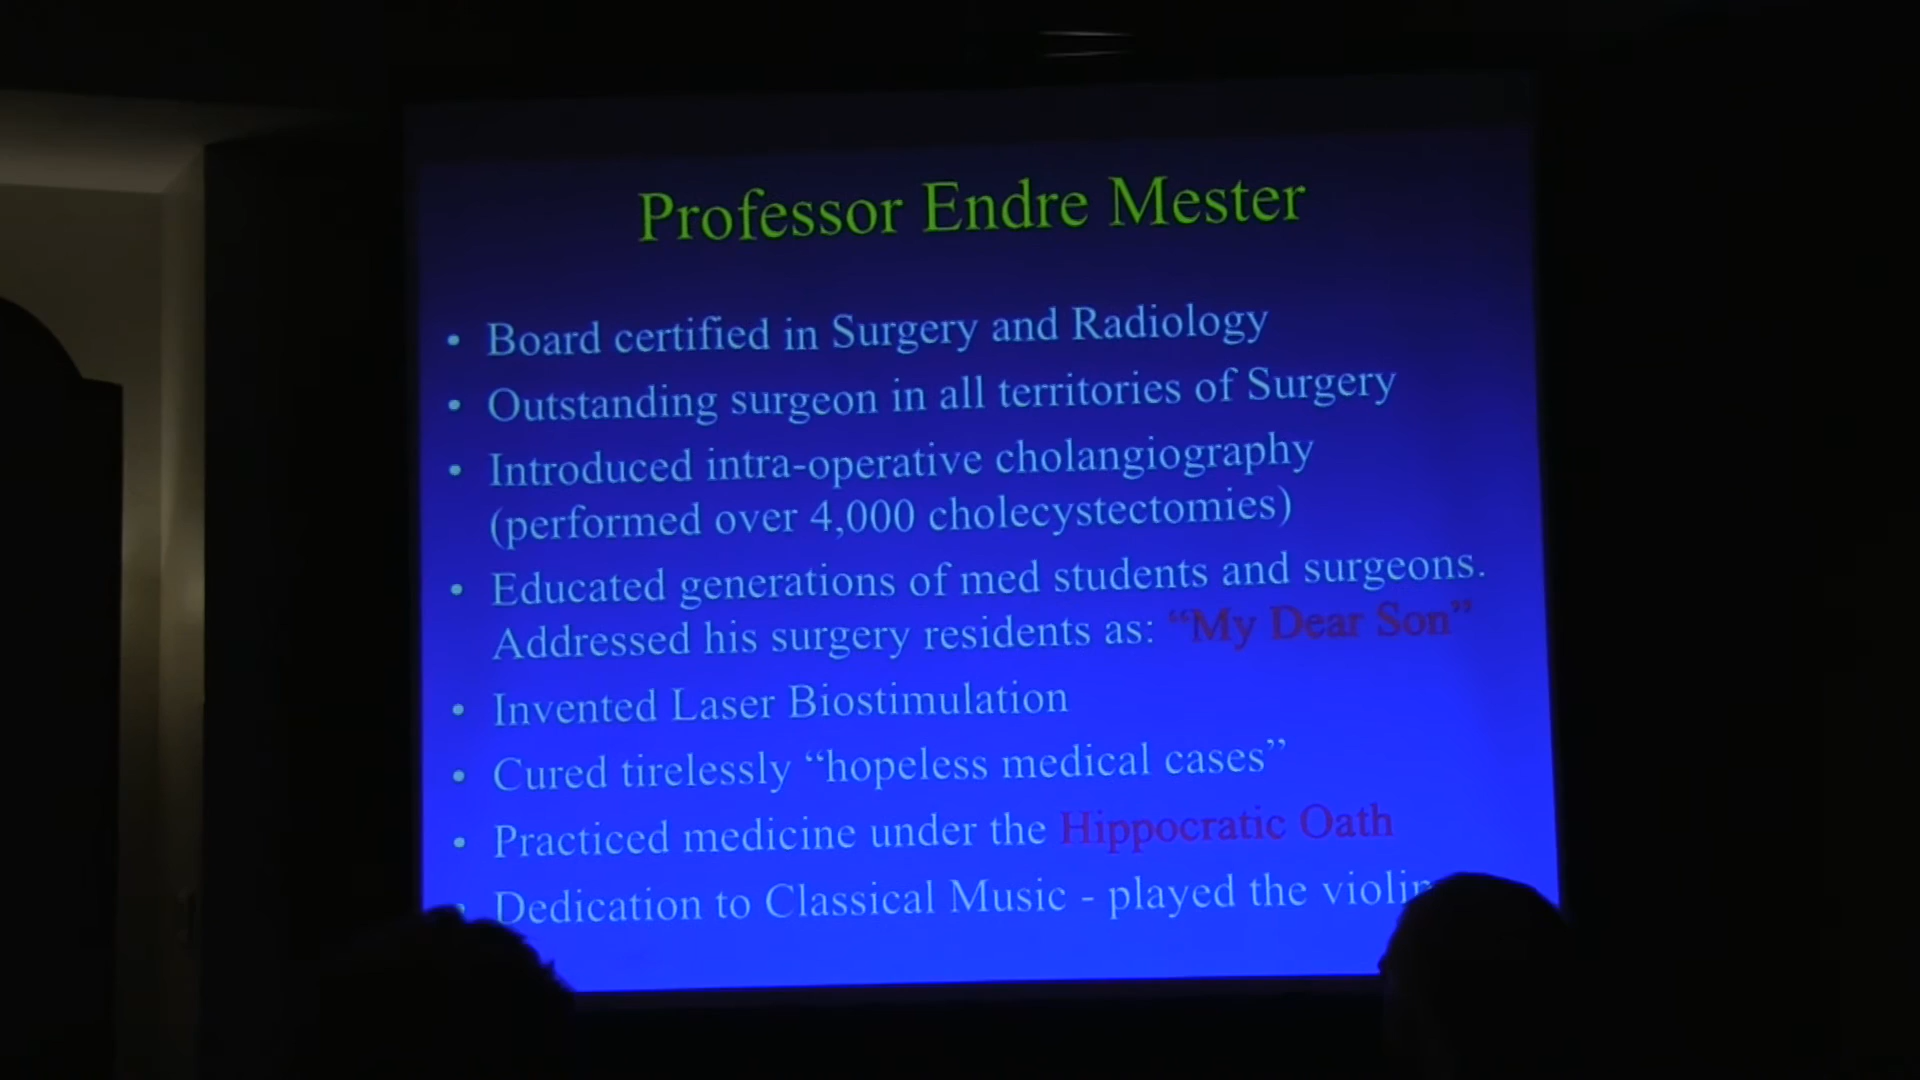 Professor Endre Mester
• Board certified in Surgery and Radiology
• Outstanding surgeon in all territories of Surgery
• Introduced intra-operative cholangiography
(performed over 4,000 cholecystectomies)
• Educated generations of med students and surgeons.
Addressed his surgery residents as: “My Dear Son”
• Invented Laser Biostimulation
• Cured tirelessly “hopeless medical cases”
• Practiced medicine under the Hippocratic Oath
• Dedication to Classical Music - played the violin